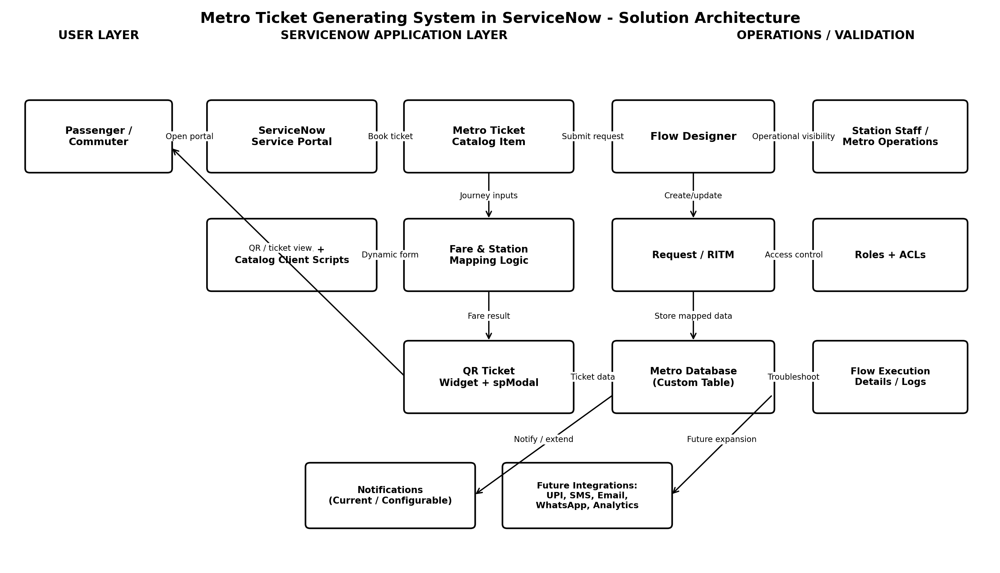 Metro Ticket Generating System in ServiceNow - Solution Architecture
USER LAYER
SERVICENOW APPLICATION LAYER
OPERATIONS / VALIDATION
Passenger /
Commuter
Open portal
ServiceNow
Service Portal
Book ticket
Metro Ticket
Catalog Item
Submit request
Flow Designer
Operational visibility
Station Staff /
Metro Operations
Journey inputs
Create/update
QR / ticket view
+
Catalog Client Scripts
Dynamic form
Fare & Station
Mapping Logic
Request / RITM
Access control
Roles + ACLs
Fare result
Store mapped data
QR Ticket
Widget + spModal
Ticket data
Metro Database
(Custom Table)
Troubleshoot
Flow Execution
Details / Logs
Notify / extend
Future expansion
Notifications
(Current / Configurable)
Future Integrations:
UPI, SMS, Email,
WhatsApp, Analytics